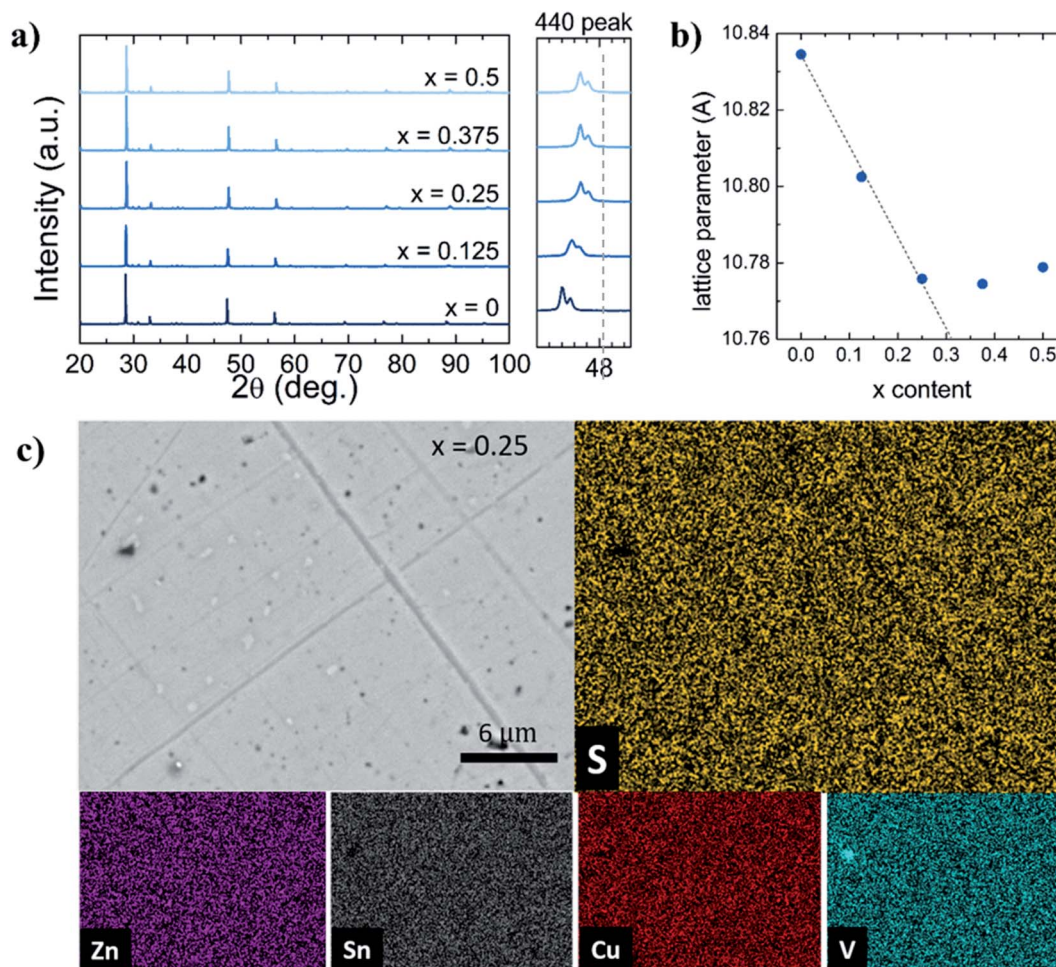 a)
440 peak
Intensity (a.u.)
x = 0.5
x = 0.375
x = 0.25
x = 0.125
x = 0
20 30 40 50 60 70 80 90 100
2θ (deg.)
48
b)
lattice parameter (A)
10.84
10.82
10.80
10.78
10.76
0.0 0.1 0.2 0.3 0.4 0.5
x content
c)
x = 0.25
6 μm
S
Zn
Sn
Cu
V